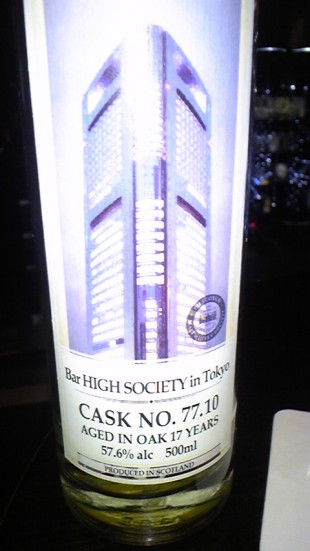 Bar HIGH SOCIETY in Tokyo
CASK NO. 77.10
AGED IN OAK 17 YEARS
57.6% alc 500ml
PRODUCED IN SCOTLAND